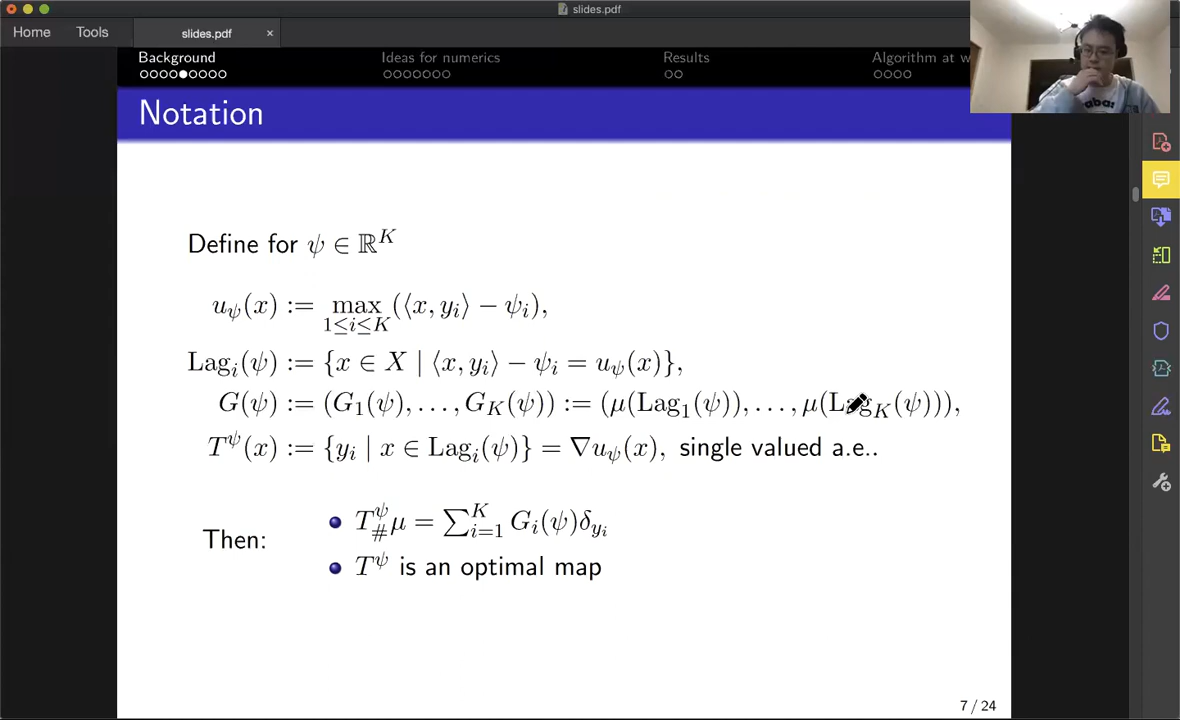 slides.pdf
Home Tools slides.pdf ×
Background Ideas for numerics Results Algorithm at w
Notation
Define for ψ ∈ ℝ^K
u_ψ(x) := max_{1≤i≤K} (⟨x, y_i⟩ − ψ_i),
Lag_i(ψ) := {x ∈ X | ⟨x, y_i⟩ − ψ_i = u_ψ(x)},
G(ψ) := (G_1(ψ), . . . , G_K(ψ)) := (μ(Lag_1(ψ)), . . . , μ(Lag_K(ψ))),
T^ψ(x) := {y_i | x ∈ Lag_i(ψ)} = ∇u_ψ(x), single valued a.e..
Then:
T^ψ_# μ = ∑_{i=1}^K G_i(ψ)δ_{y_i}
T^ψ is an optimal map
7 / 24